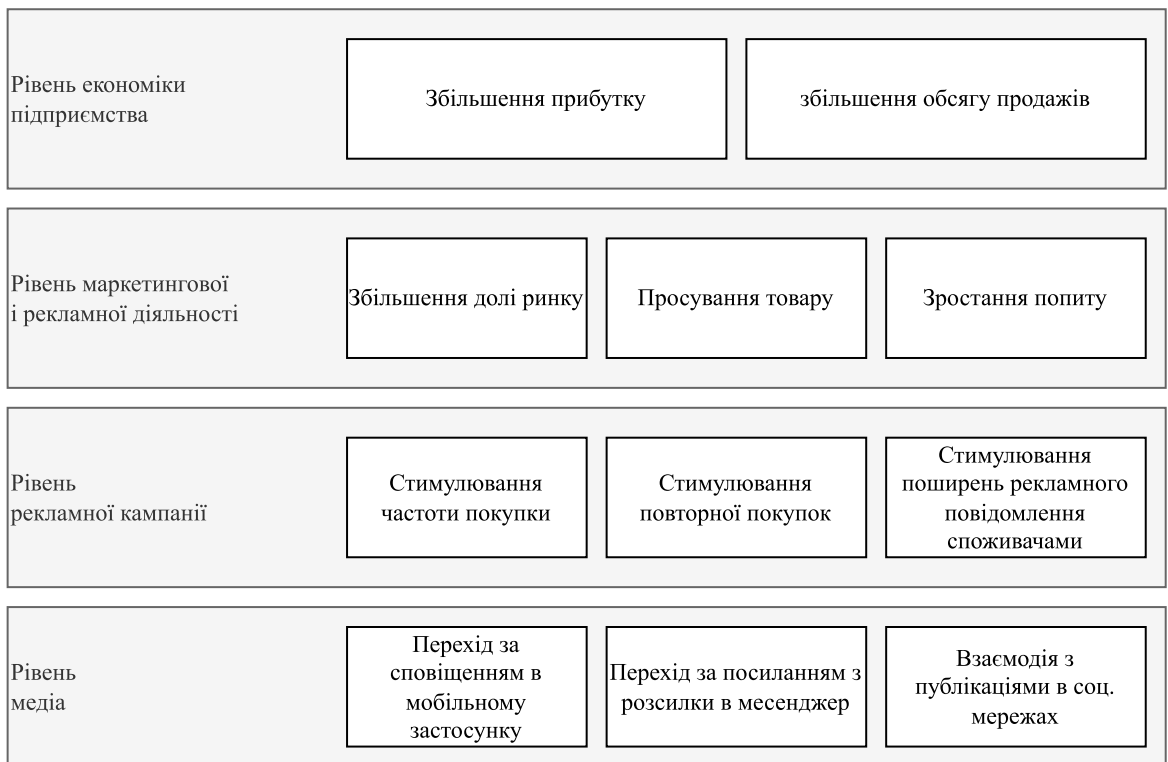 Рівень економіки
підприємства
Збільшення прибутку
збільшення обсягу продажів
Рівень маркетингової
і рекламної діяльності
Збільшення долі ринку
Просування товару
Зростання попиту
Рівень
рекламної кампанії
Стимулювання
частоти покупки
Стимулювання
повторної покупок
Стимулювання
поширень рекламного
повідомлення
споживачами
Рівень
медіа
Перехід за
сповіщенням в
мобільному
застосунку
Перехід за посиланням з
розсилки в месенджер
Взаємодія з
публікаціями в соц.
мережах